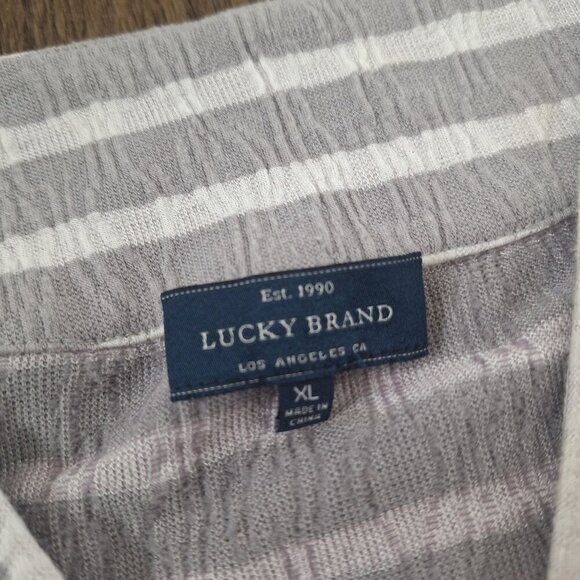 Est. 1990
LUCKY BRAND
LOS ANGELES CA
XL
MADE IN
CHINA